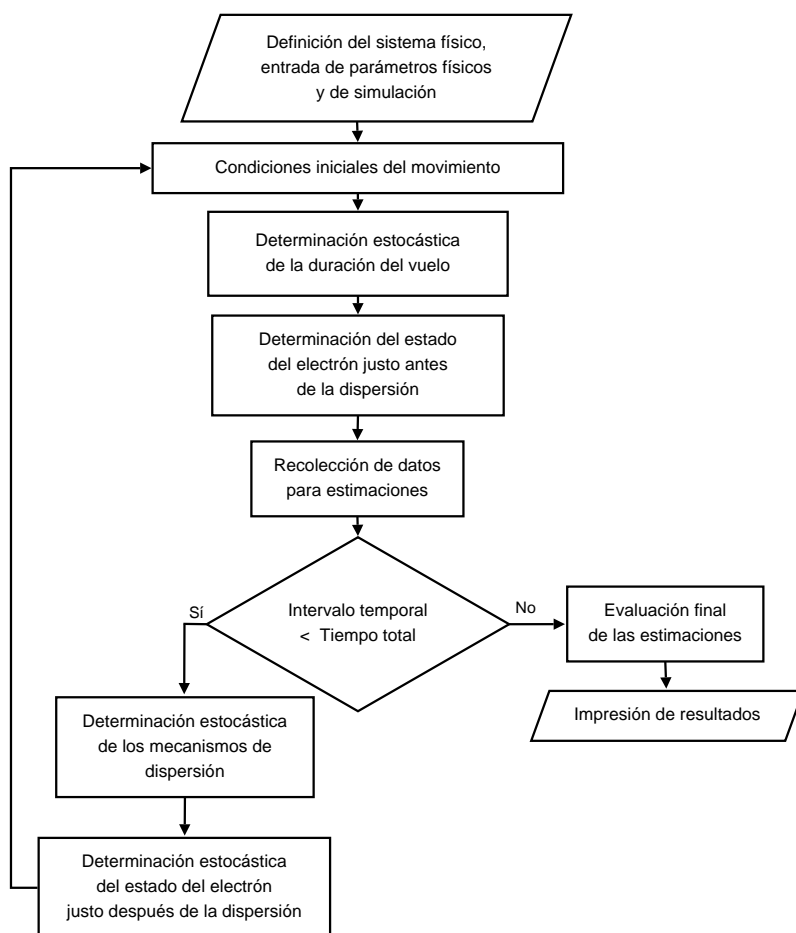 Definición del sistema físico,
entrada de parámetros físicos
y de simulación
Condiciones iniciales del movimiento
Determinación estocástica
de la duración del vuelo
Determinación del estado
del electrón justo antes
de la dispersión
Recolección de datos
para estimaciones
Intervalo temporal
< Tiempo total
Sí
No
Evaluación final
de las estimaciones
Impresión de resultados
Determinación estocástica
de los mecanismos de
dispersión
Determinación estocástica
del estado del electrón
justo después de la dispersión